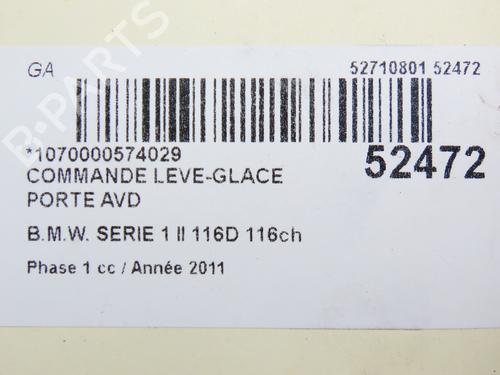 B-PARTS
GA
52710801 52472
*1070000574029
52472
COMMANDE LEVE-GLACE
PORTE AVD
B.M.W. SERIE 1 II 116D 116ch
Phase 1 cc / Année 2011